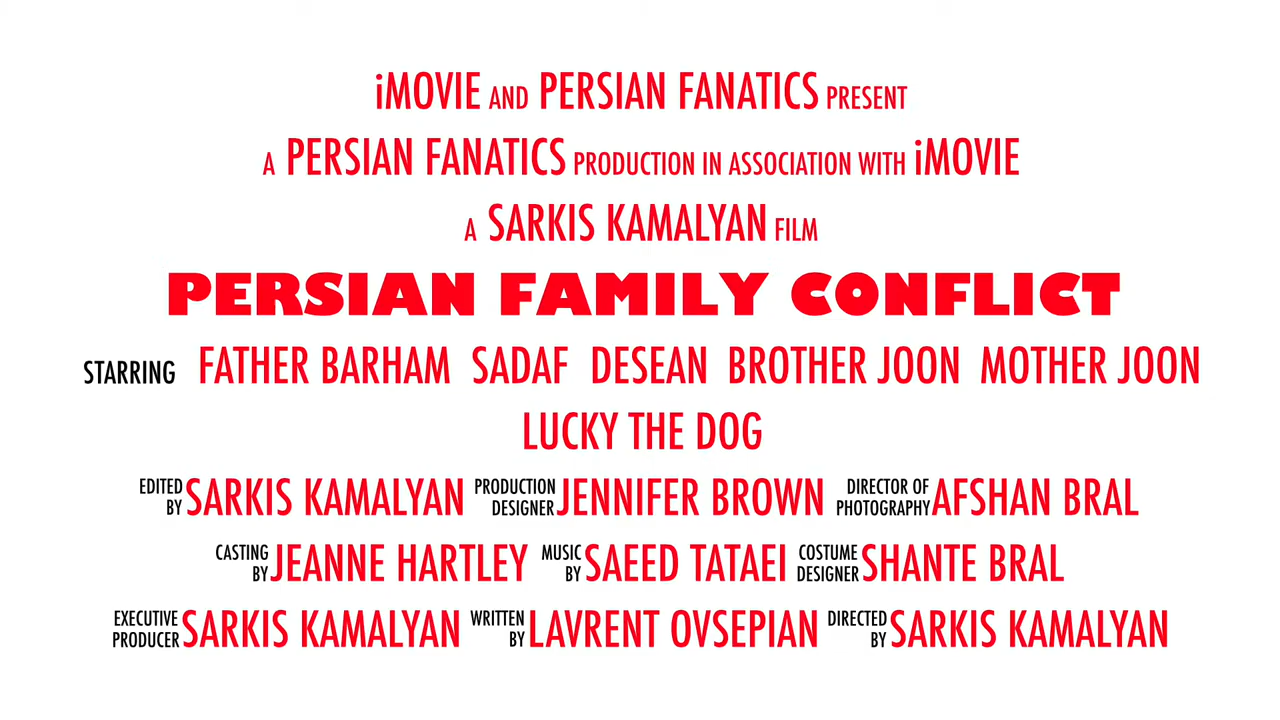 iMOVIE AND PERSIAN FANATICS PRESENT
A PERSIAN FANATICS PRODUCTION IN ASSOCIATION WITH iMOVIE
A SARKIS KAMALYAN FILM
PERSIAN FAMILY CONFLICT
STARRING FATHER BARHAM SADAF DESEAN BROTHER JOON MOTHER JOON
LUCKY THE DOG
EDITED BY SARKIS KAMALYAN PRODUCTION DESIGNER JENNIFER BROWN DIRECTOR OF PHOTOGRAPHY AFSHAN BRAL
CASTING BY JEANNE HARTLEY MUSIC BY SAEED TATAEI COSTUME DESIGNER SHANTE BRAL
EXECUTIVE PRODUCER SARKIS KAMALYAN WRITTEN BY LAVRENT OVSEPIAN DIRECTED BY SARKIS KAMALYAN